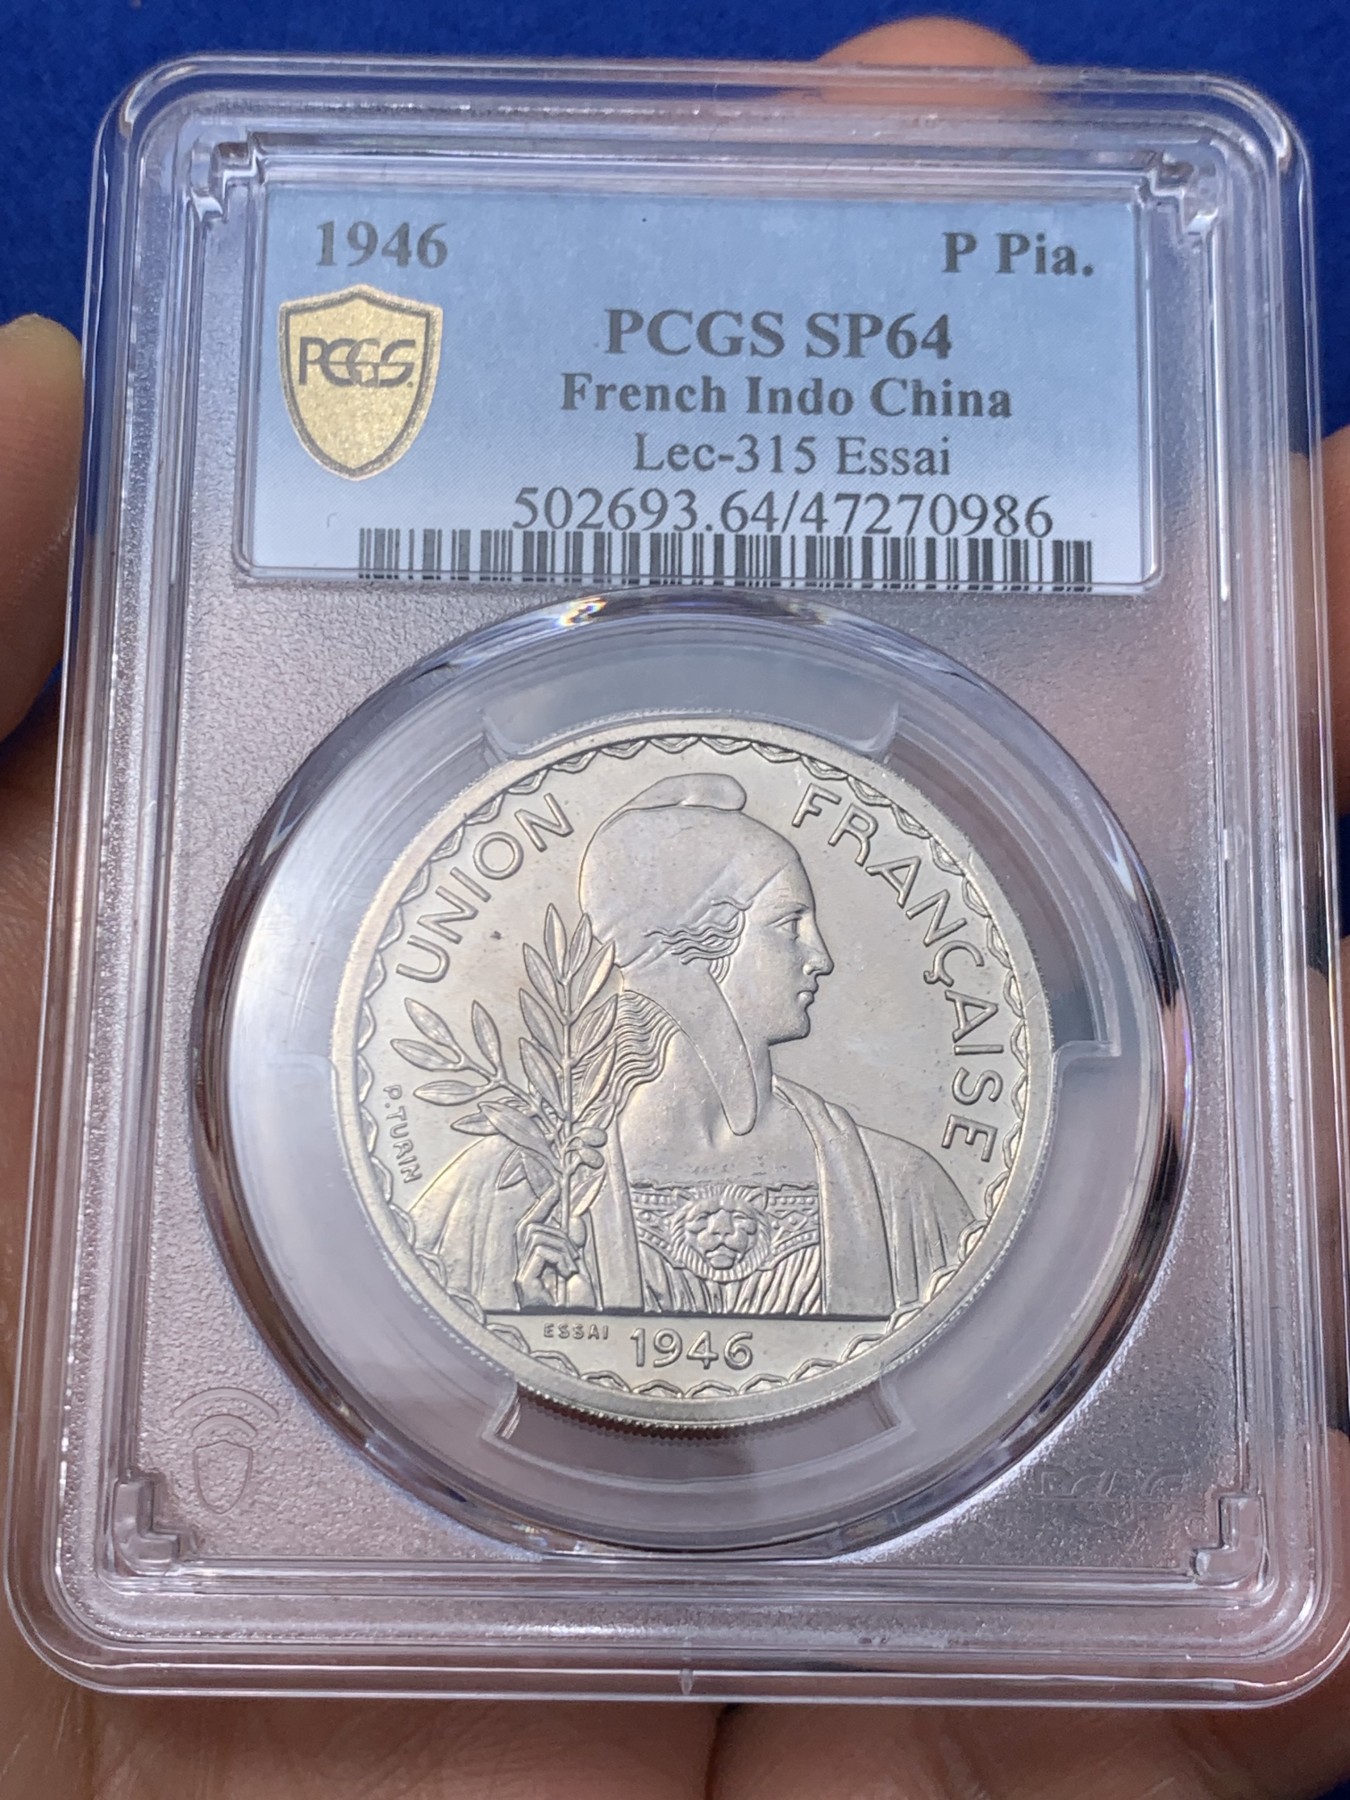 1946
P Pia.
PCGS
PCGS SP64
French Indo China
Lec-315 Essai
502693.64/47270986
UNION FRANÇAISE
P.TURIN
ESSAI 1946